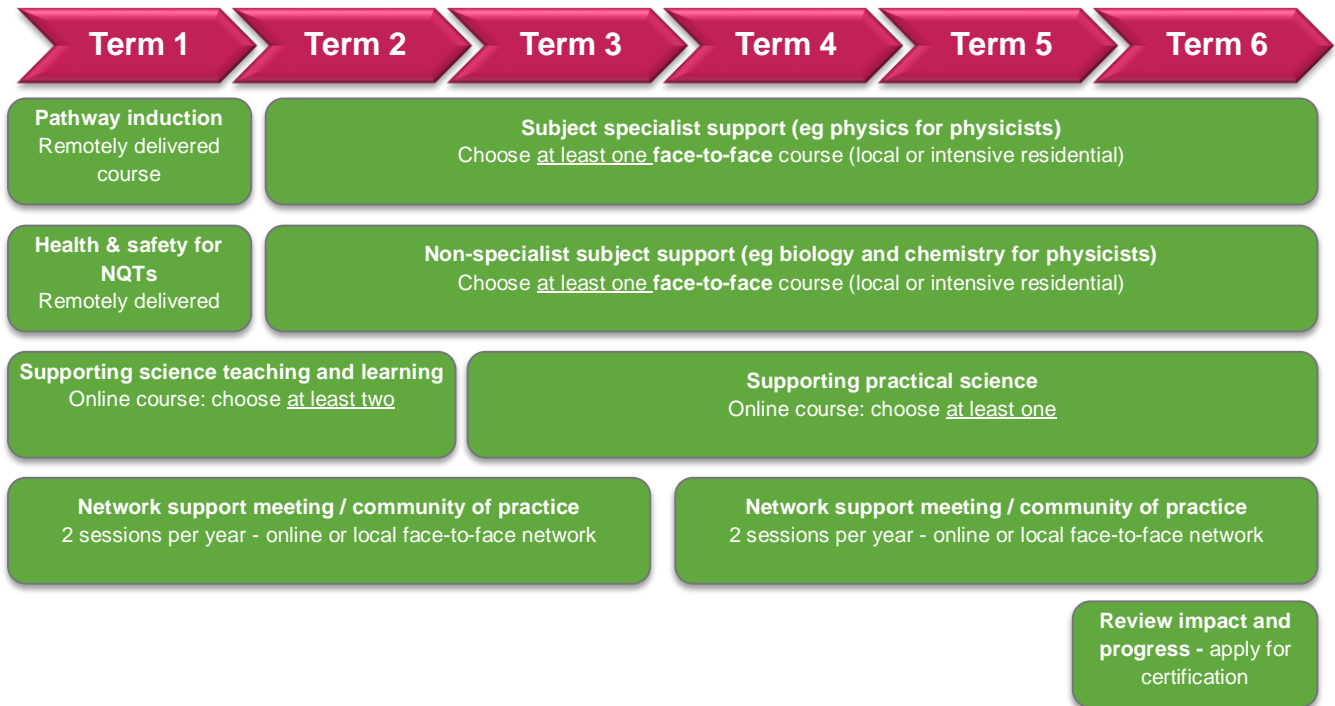 Term 1
Term 2
Term 3
Term 4
Term 5
Term 6
Pathway induction
Remotely delivered
course
Subject specialist support (eg physics for physicists)
Choose at least one face-to-face course (local or intensive residential)
Health & safety for
NQTs
Remotely delivered
Non-specialist subject support (eg biology and chemistry for physicists)
Choose at least one face-to-face course (local or intensive residential)
Supporting science teaching and learning
Online course: choose at least two
Supporting practical science
Online course: choose at least one
Network support meeting / community of practice
2 sessions per year - online or local face-to-face network
Network support meeting / community of practice
2 sessions per year - online or local face-to-face network
Review impact and
progress - apply for
certification